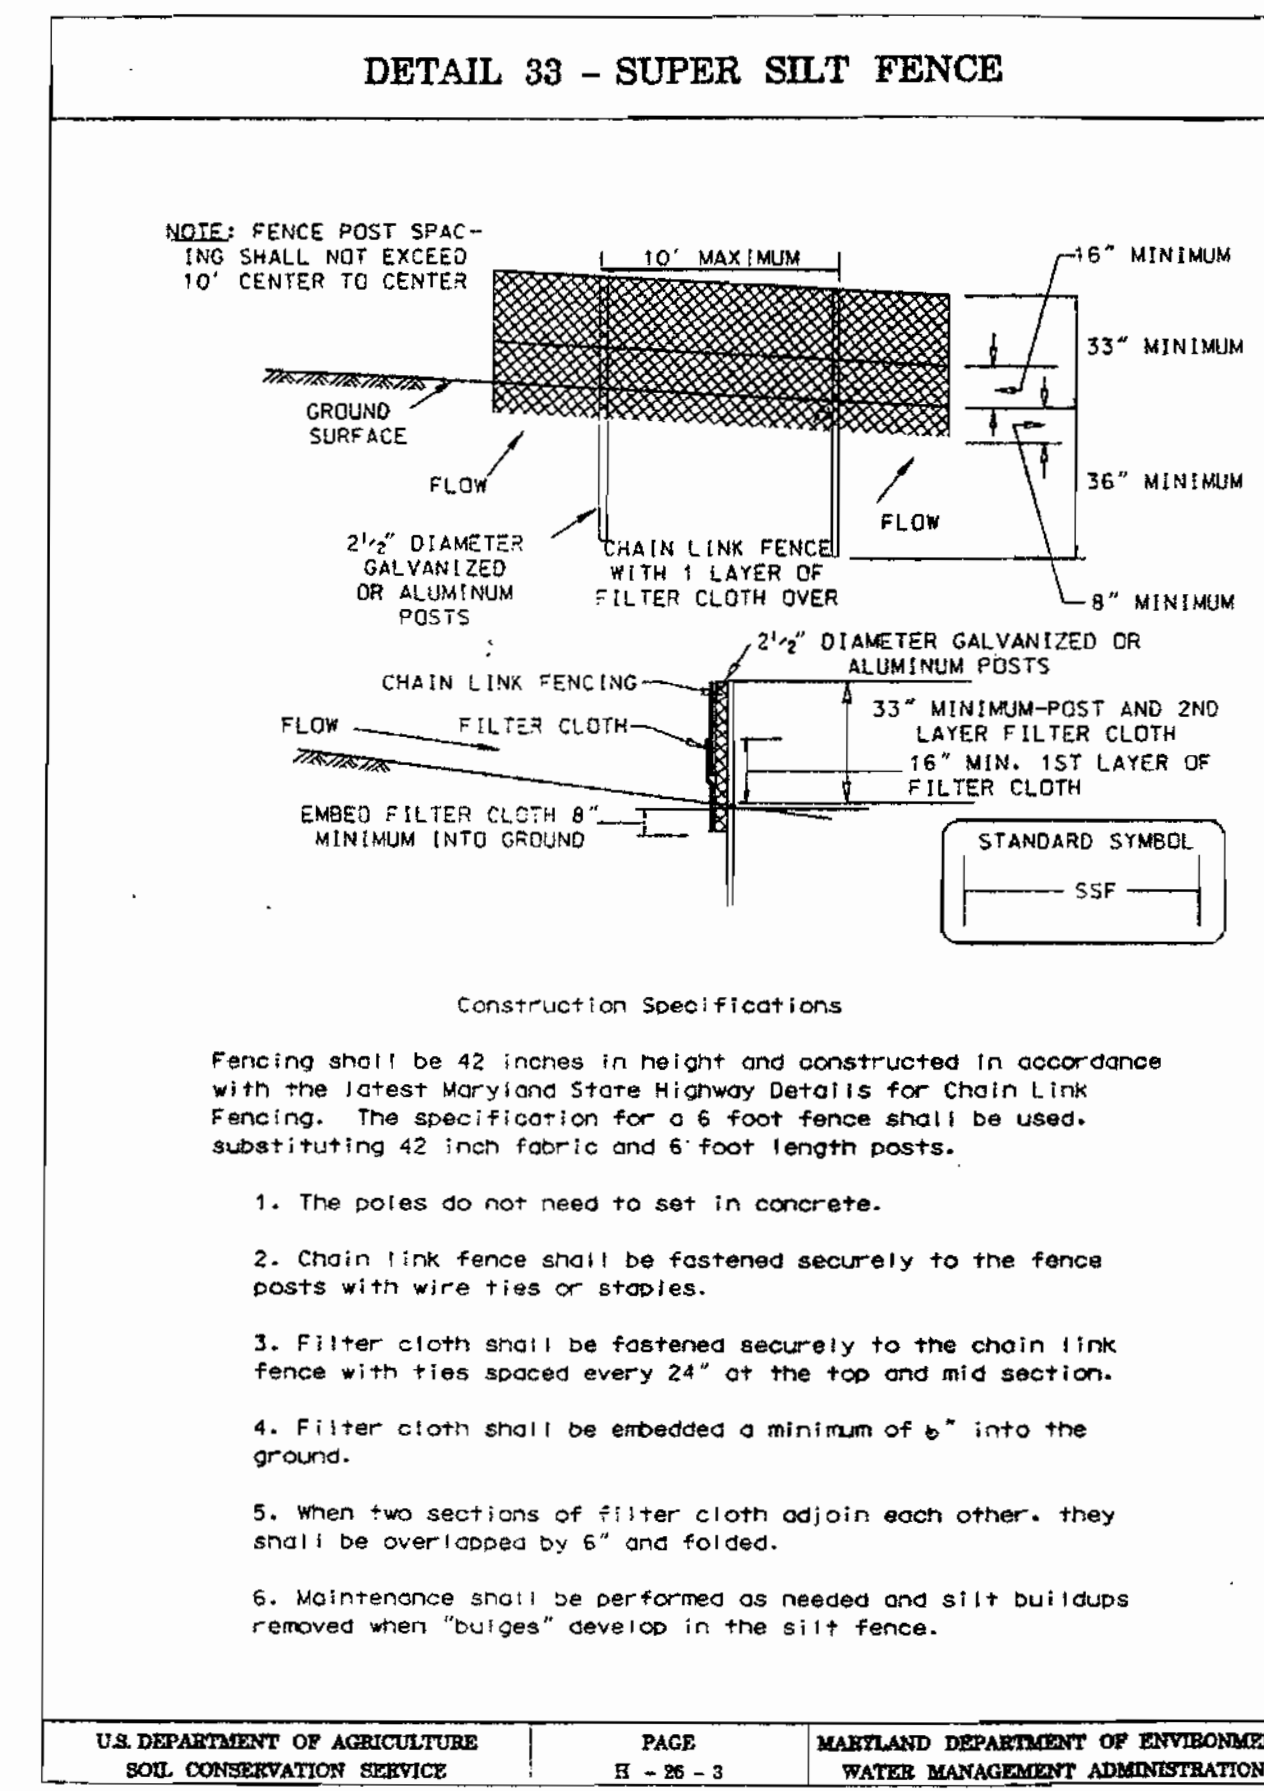 DETAIL 33 - SUPER SILT FENCE
NOTE: FENCE POST SPAC-
ING SHALL NOT EXCEED
10' CENTER TO CENTER
10' MAXIMUM
16" MINIMUM
33" MINIMUM
GROUND
SURFACE
FLOW
36" MINIMUM
FLOW
2 1/2" DIAMETER
GALVANIZED
OR ALUMINUM
POSTS
CHAIN LINK FENCE
WITH 1 LAYER OF
FILTER CLOTH OVER
8" MINIMUM
2 1/2" DIAMETER GALVANIZED OR
ALUMINUM POSTS
CHAIN LINK FENCING
FLOW
FILTER CLOTH
33" MINIMUM-POST AND 2ND
LAYER FILTER CLOTH
16" MIN. 1ST LAYER OF
FILTER CLOTH
EMBED FILTER CLOTH 8"
MINIMUM INTO GROUND
STANDARD SYMBOL
SSF
Construction Specifications
Fencing shall be 42 inches in height and constructed in accordance
with the latest Maryland State Highway Details for Chain Link
Fencing. The specification for a 6 foot fence shall be used.
substituting 42 inch fabric and 6 foot length posts.
1. The poles do not need to set in concrete.
2. Chain link fence shall be fastened securely to the fence
posts with wire ties or staples.
3. Filter cloth shall be fastened securely to the chain link
fence with ties spaced every 24" at the top and mid section.
4. Filter cloth shall be embedded a minimum of " into the
ground.
5. When two sections of filter cloth adjoin each other, they
shall be overlapped by 6" and folded.
6. Maintenance shall be performed as needed and silt buildups
removed when "bulges" develop in the silt fence.
U.S. DEPARTMENT OF AGRICULTURE
SOIL CONSERVATION SERVICE
PAGE
H - 26 - 3
MARYLAND DEPARTMENT OF ENVIRONME
WATER MANAGEMENT ADMINISTRATION